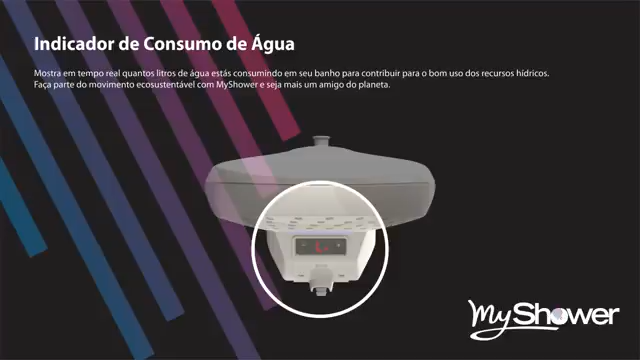 Indicador de Consumo de Água
Mostra em tempo real quantos litros de água estás consumindo em seu banho para contribuir para o bom uso dos recursos hídricos.
Faça parte do movimento ecosustentável com MyShower e seja mais um amigo do planeta.
MyShower